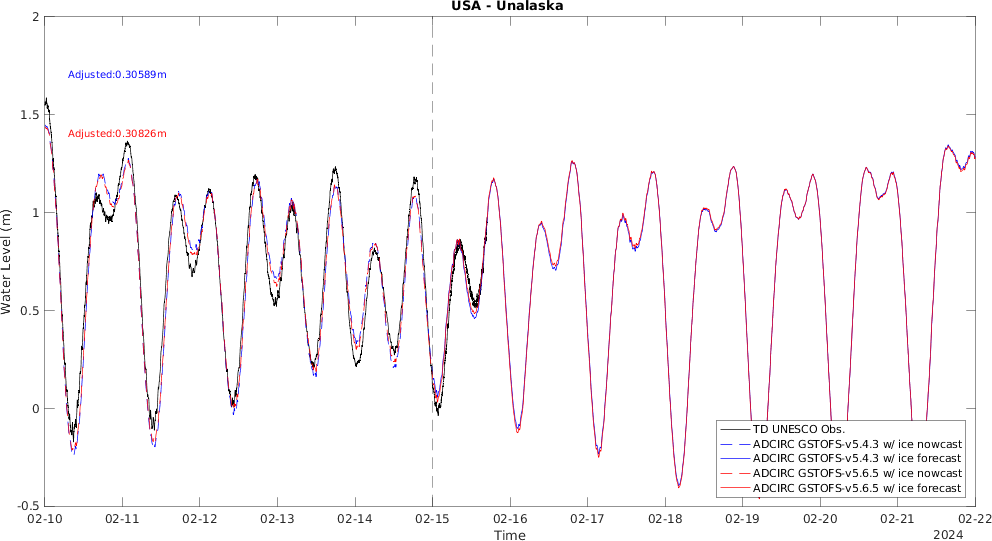 USA - Unalaska
Adjusted:0.30589m
Adjusted:0.30826m
Water Level (m)
2
1.5
1
0.5
0
-0.5
TD UNESCO Obs.
ADCIRC GSTOFS-v5.4.3 w/ ice nowcast
ADCIRC GSTOFS-v5.4.3 w/ ice forecast
ADCIRC GSTOFS-v5.6.5 w/ ice nowcast
ADCIRC GSTOFS-v5.6.5 w/ ice forecast
02-10 02-11 02-12 02-13 02-14 02-15 02-16 02-17 02-18 02-19 02-20 02-21 02-22
Time
2024